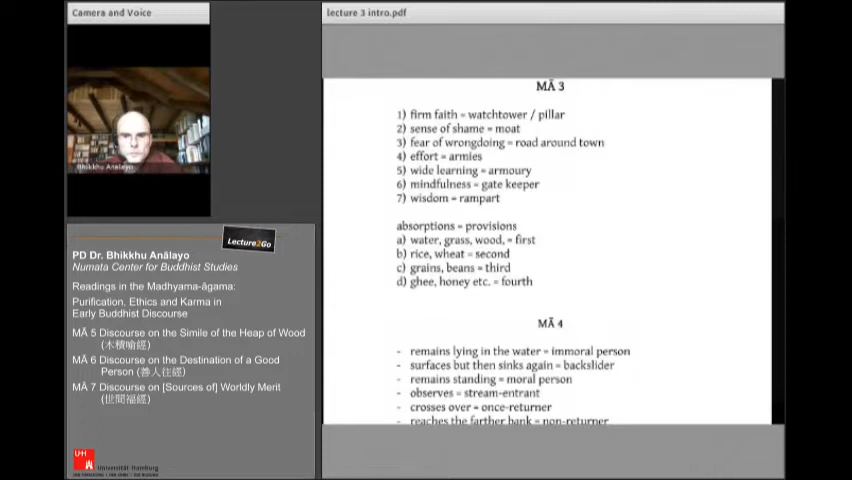 Camera and Voice
lecture 3 intro.pdf
Bhikkhu Anālayo
Lecture2Go
PD Dr. Bhikkhu Anālayo
Numata Center for Buddhist Studies
Readings in the Madhyama-āgama:
Purification, Ethics and Karma in
Early Buddhist Discourse
MĀ 5 Discourse on the Simile of the Heap of Wood
(木積喻經)
MĀ 6 Discourse on the Destination of a Good
Person (善人往經)
MĀ 7 Discourse on [Sources of] Worldly Merit
(世間福經)
UH
Universität Hamburg
MĀ 3
1) firm faith = watchtower / pillar
2) sense of shame = moat
3) fear of wrongdoing = road around town
4) effort = armies
5) wide learning = armoury
6) mindfulness = gate keeper
7) wisdom = rampart
absorptions = provisions
a) water, grass, wood, = first
b) rice, wheat = second
c) grains, beans = third
d) ghee, honey etc. = fourth
MĀ 4
- remains lying in the water = immoral person
- surfaces but then sinks again = backslider
- remains standing = moral person
- observes = stream-entrant
- crosses over = once-returner
- reaches the farther bank = non-returner